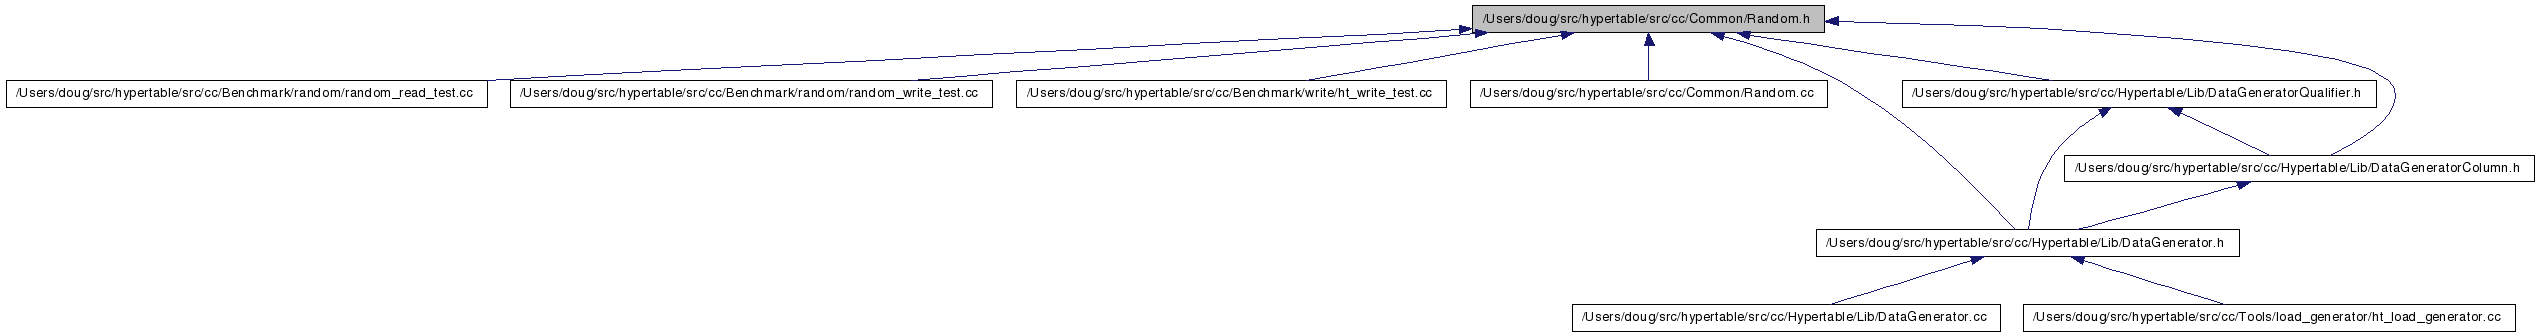 /Users/doug/src/hypertable/src/cc/Common/Random.h
/Users/doug/src/hypertable/src/cc/Benchmark/random/random_read_test.cc
/Users/doug/src/hypertable/src/cc/Benchmark/random/random_write_test.cc
/Users/doug/src/hypertable/src/cc/Benchmark/write/ht_write_test.cc
/Users/doug/src/hypertable/src/cc/Common/Random.cc
/Users/doug/src/hypertable/src/cc/Hypertable/Lib/DataGeneratorQualifier.h
/Users/doug/src/hypertable/src/cc/Hypertable/Lib/DataGeneratorColumn.h
/Users/doug/src/hypertable/src/cc/Hypertable/Lib/DataGenerator.h
/Users/doug/src/hypertable/src/cc/Hypertable/Lib/DataGenerator.cc
/Users/doug/src/hypertable/src/cc/Tools/load_generator/ht_load_generator.cc